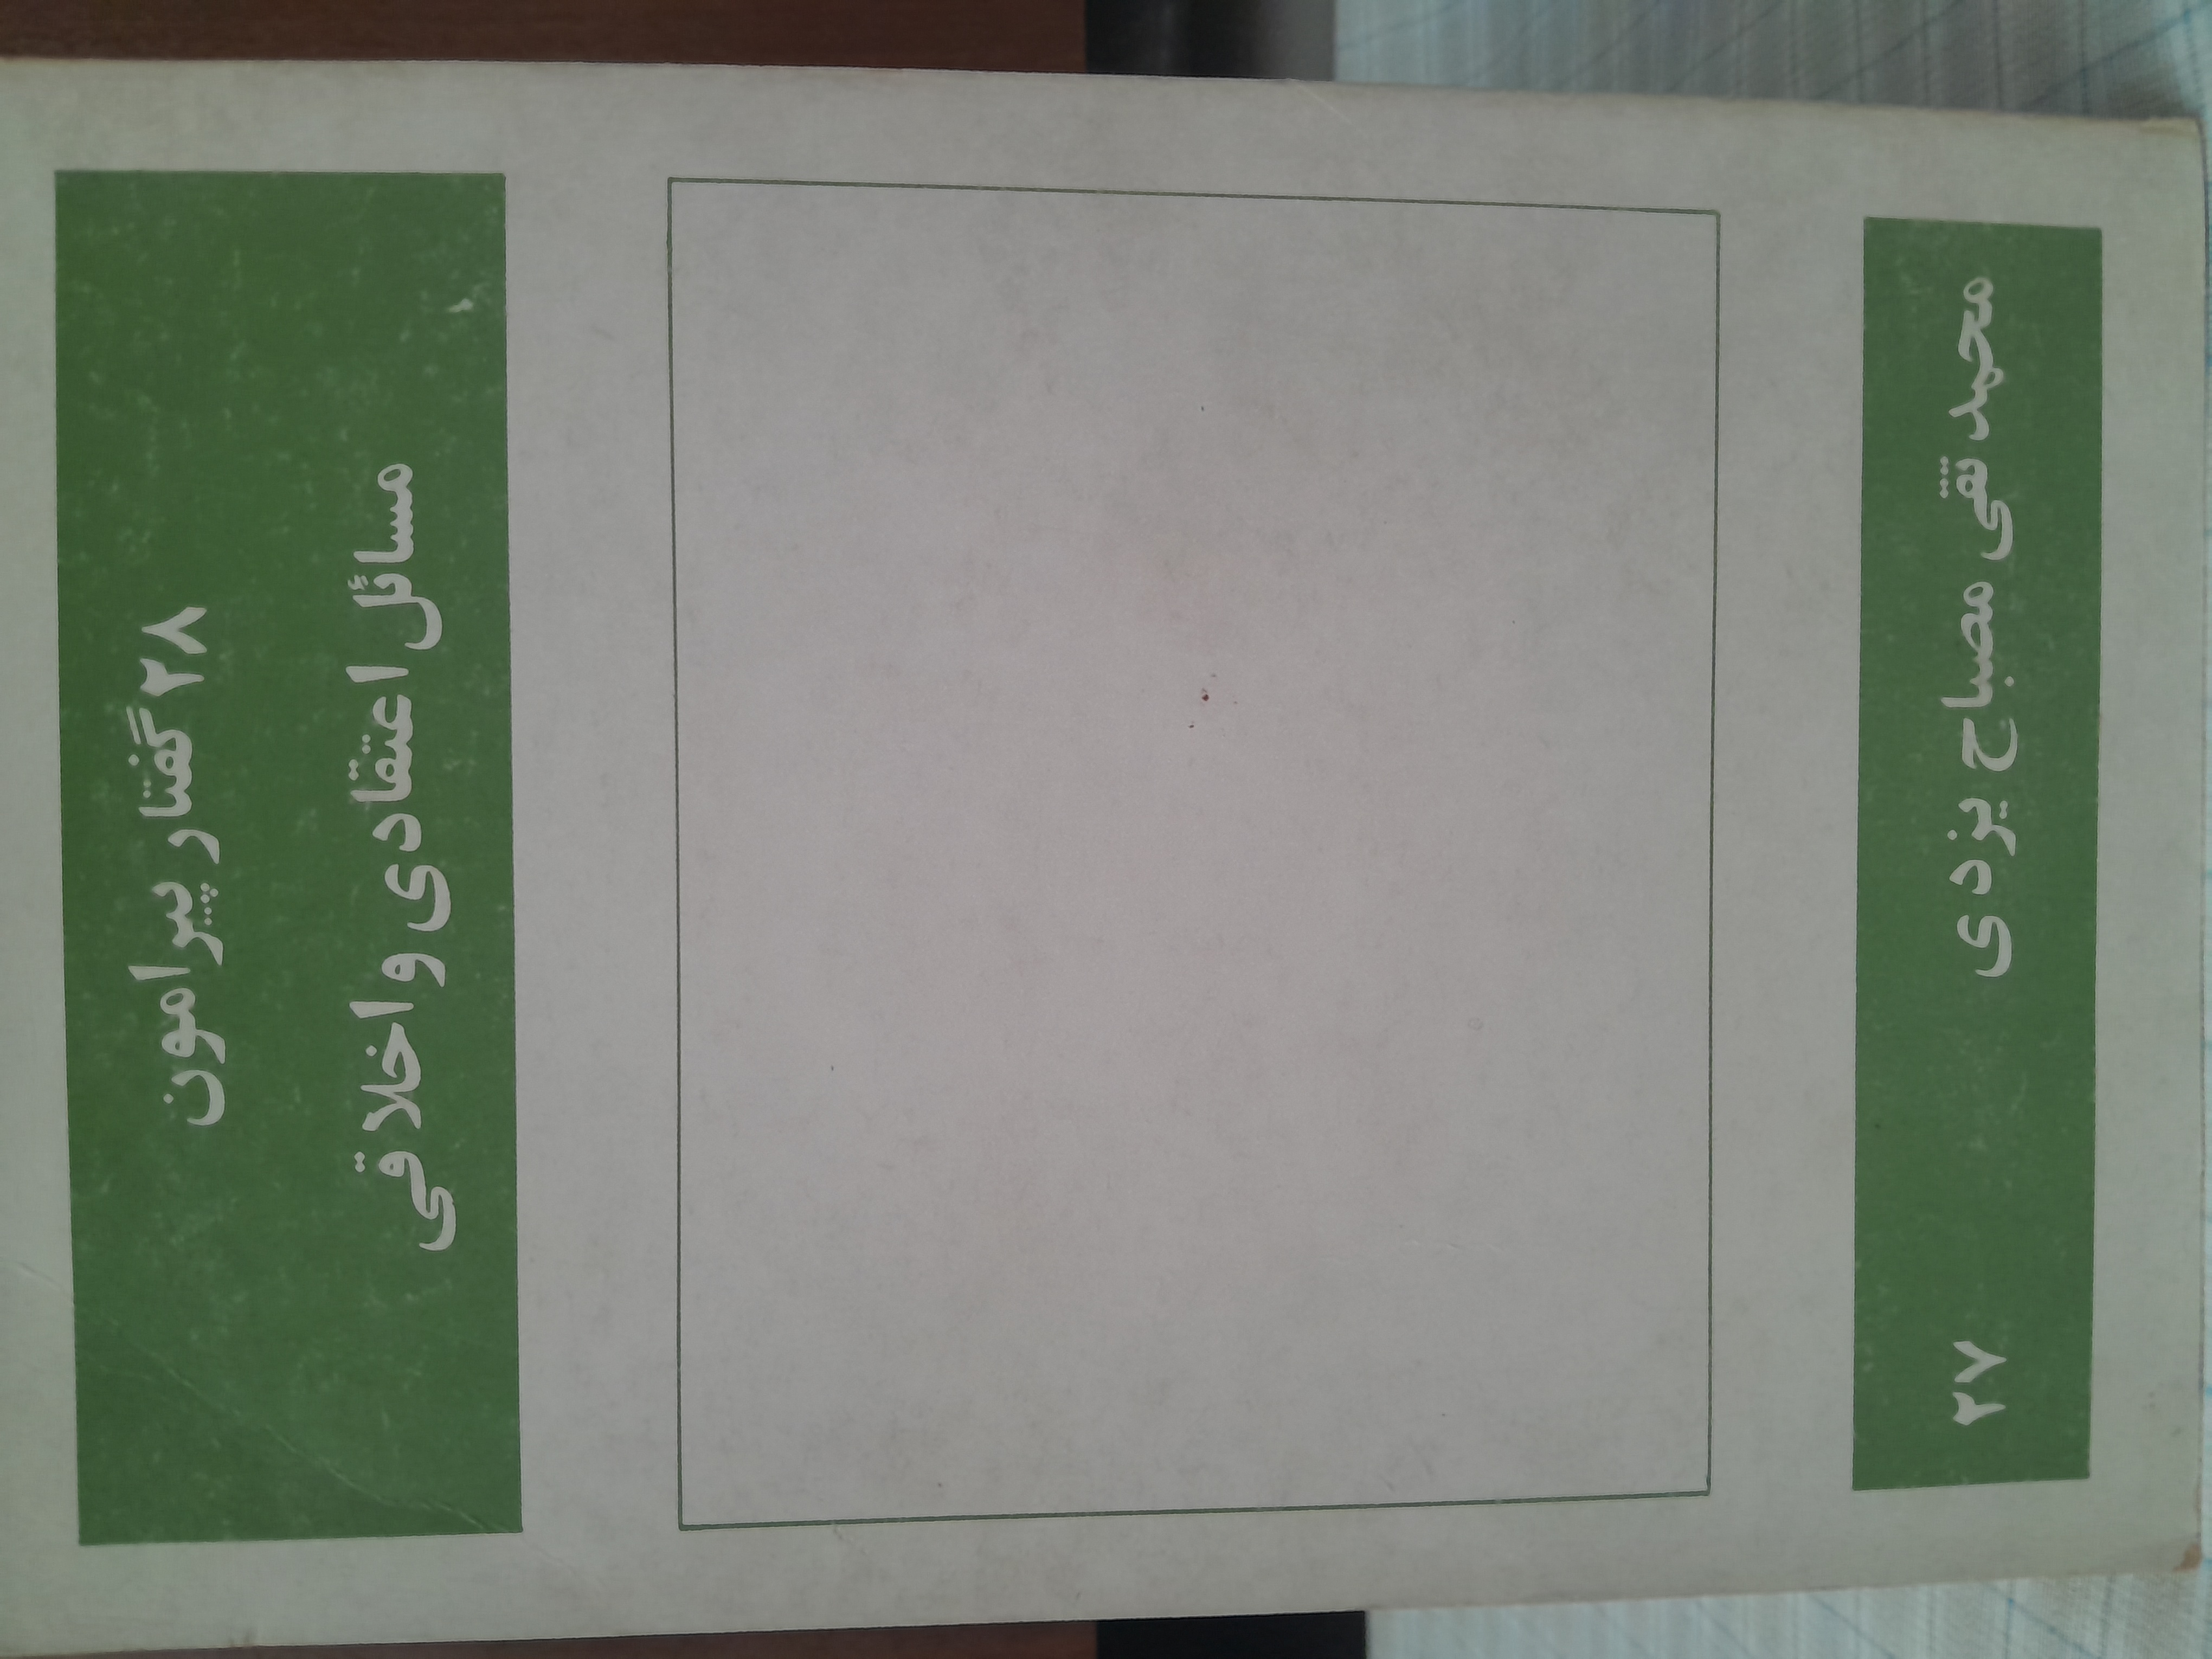 ۲۸ گفتار پیرامون
مسائل اعتقادی و اخلاقی
محمد تقی مصباح یزدی
۲۷